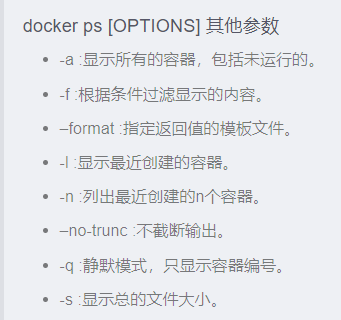 docker ps [OPTIONS] 其他参数
-a :显示所有的容器，包括未运行的。
-f :根据条件过滤显示的内容。
–format :指定返回值的模板文件。
-l :显示最近创建的容器。
-n :列出最近创建的n个容器。
–no-trunc :不截断输出。
-q :静默模式，只显示容器编号。
-s :显示总的文件大小。